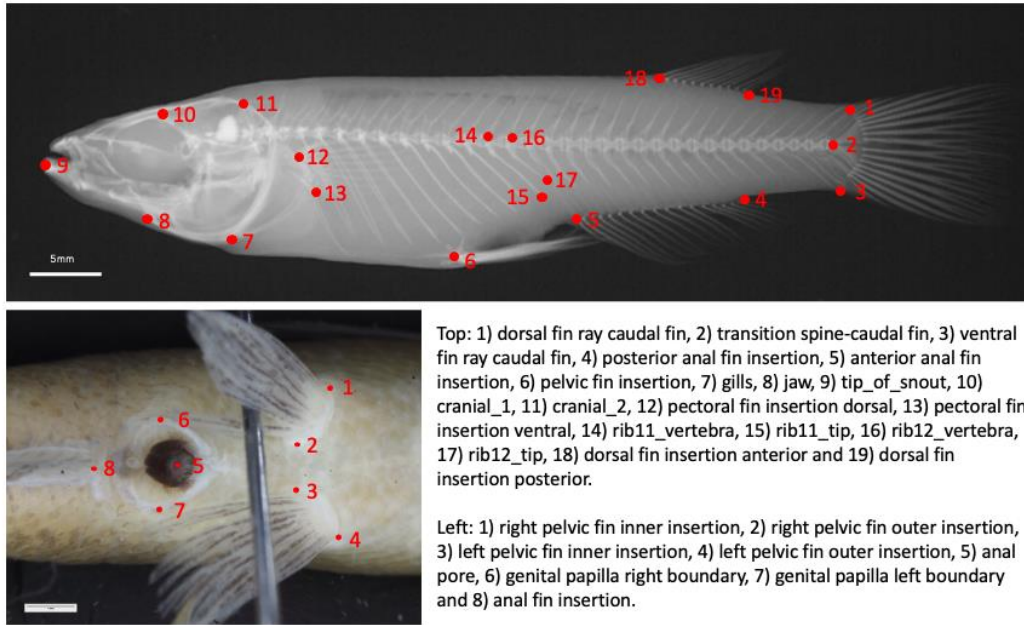 18
19
1
10
11
14
16
2
9
12
17
13
15
3
4
8
5
7
6
5mm
1
6
2
8
5
3
7
4
Top: 1) dorsal fin ray caudal fin, 2) transition spine-caudal fin, 3) ventral
fin ray caudal fin, 4) posterior anal fin insertion, 5) anterior anal fin
insertion, 6) pelvic fin insertion, 7) gills, 8) jaw, 9) tip_of_snout, 10)
cranial_1, 11) cranial_2, 12) pectoral fin insertion dorsal, 13) pectoral fin
insertion ventral, 14) rib11_vertebra, 15) rib11_tip, 16) rib12_vertebra,
17) rib12_tip, 18) dorsal fin insertion anterior and 19) dorsal fin
insertion posterior.
Left: 1) right pelvic fin inner insertion, 2) right pelvic fin outer insertion,
3) left pelvic fin inner insertion, 4) left pelvic fin outer insertion, 5) anal
pore, 6) genital papilla right boundary, 7) genital papilla left boundary
and 8) anal fin insertion.